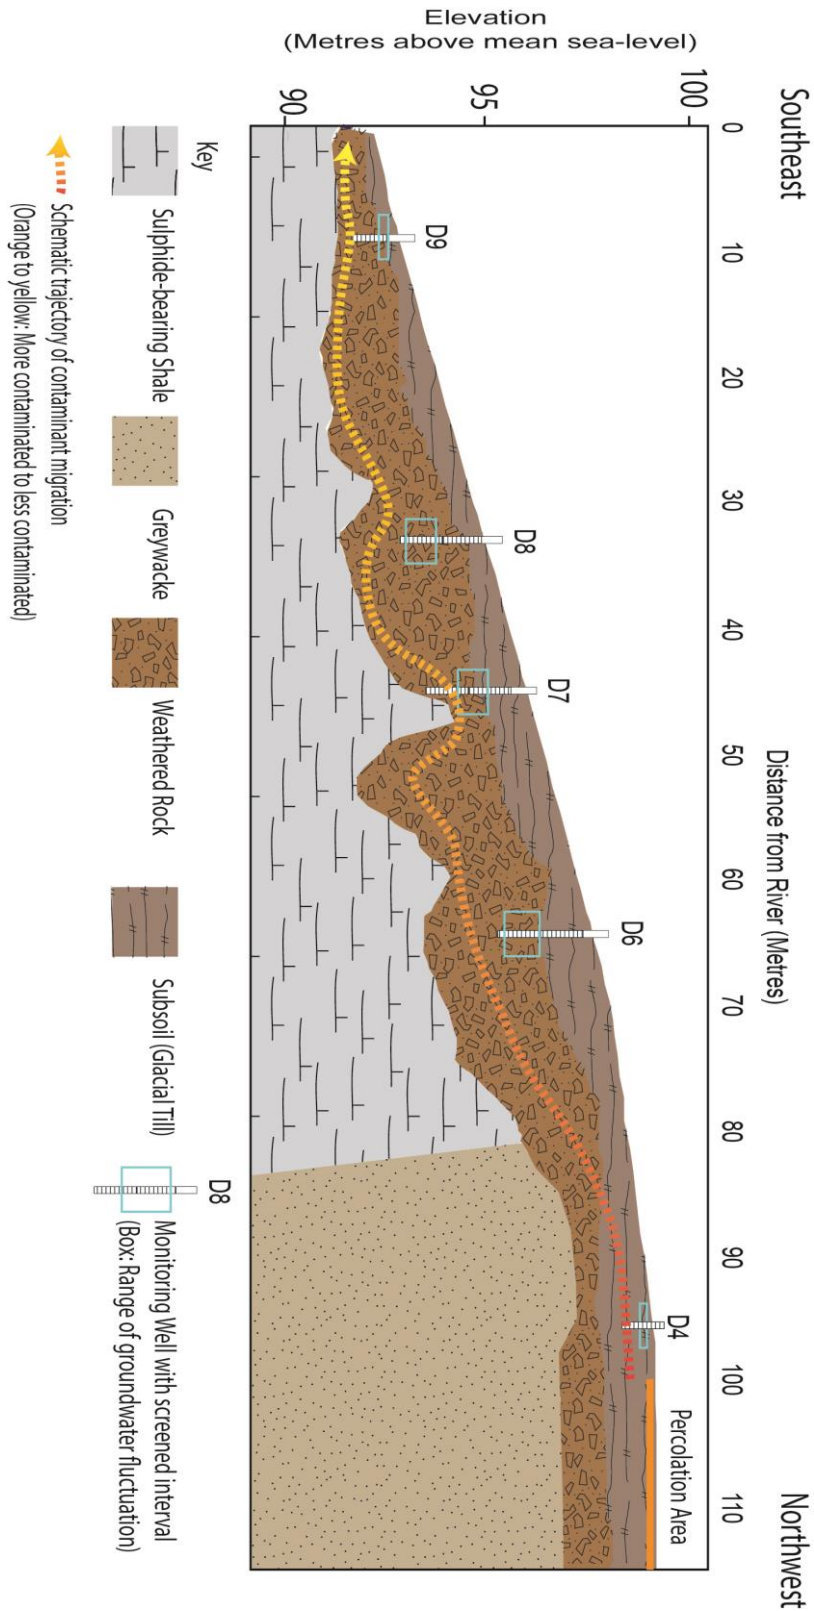 Southeast
Northwest
Distance from River (Metres)
0 10 20 30 40 50 60 70 80 90 100 110
Elevation
(Metres above mean sea-level)
100
95
90
D9
D8
D7
D6
D4
Percolation Area
Key
Sulphide-bearing Shale
Greywacke
Weathered Rock
Subsoil (Glacial Till)
D8
Monitoring Well with screened interval
(Box: Range of groundwater fluctuation)
Schematic trajectory of contaminant migration
(Orange to yellow: More contaminated to less contaminated)